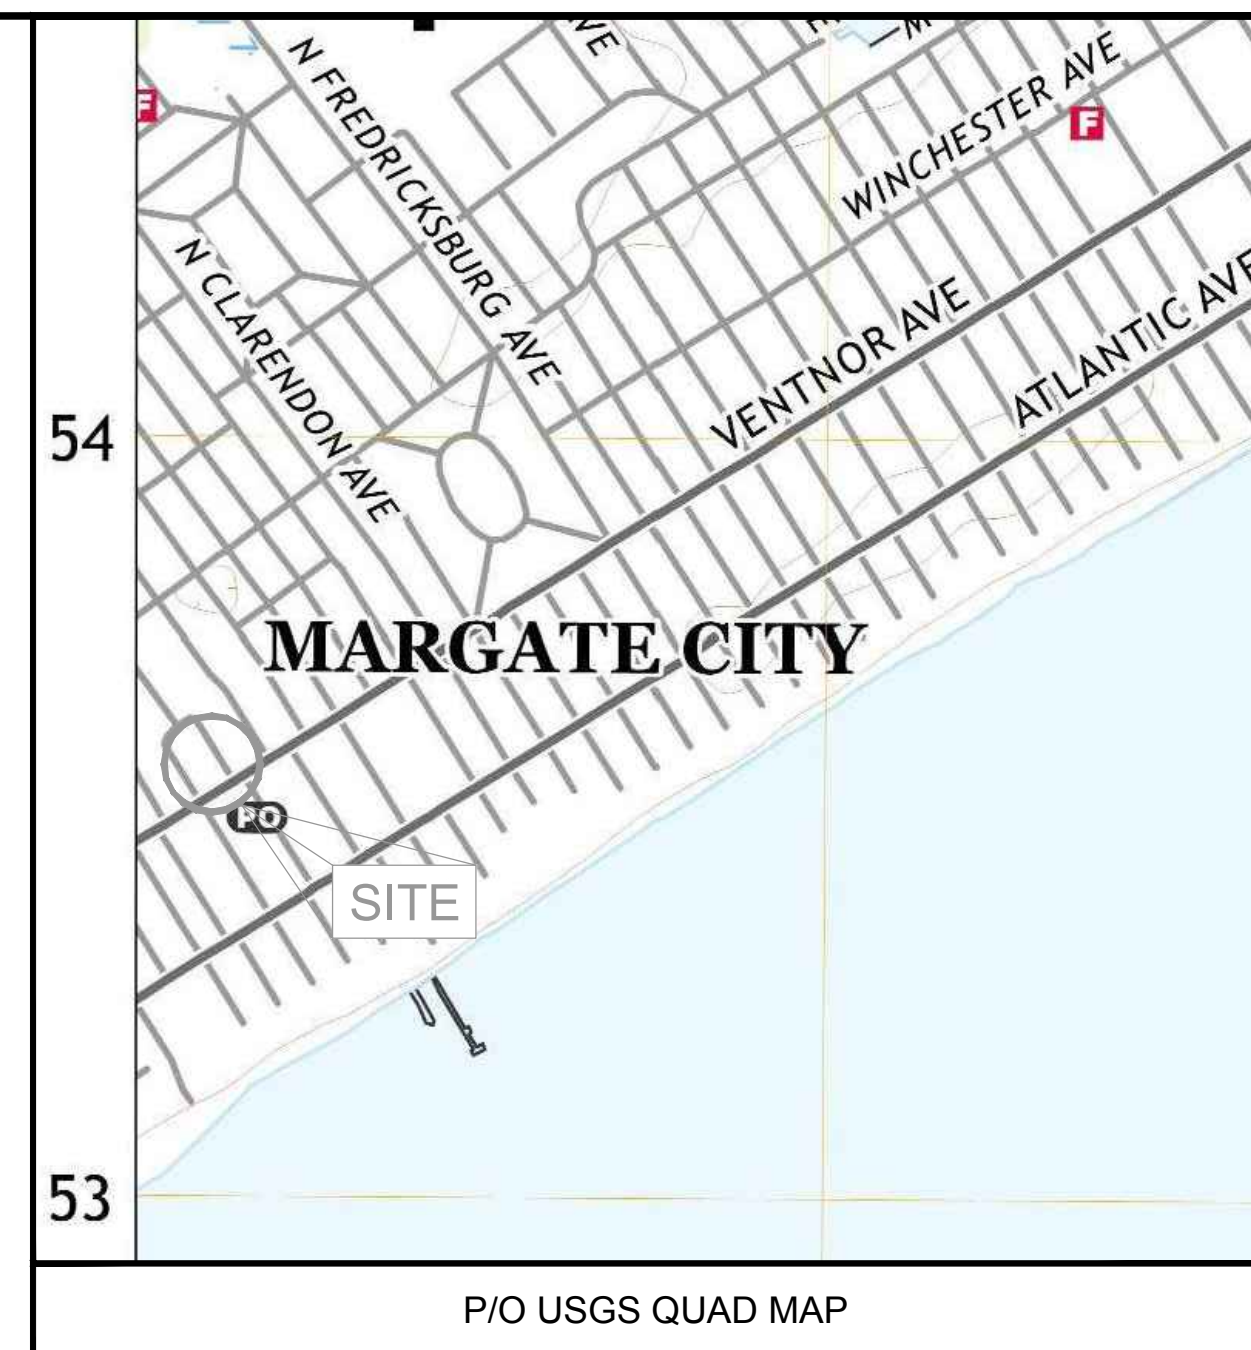 AVE
N FREDRICKSBURG AVE
WINCHESTER AVE
F
F
N CLARENDON AVE
VENTNOR AVE
ATLANTIC AVE
54
MARGATE CITY
PO
SITE
53
P/O USGS QUAD MAP